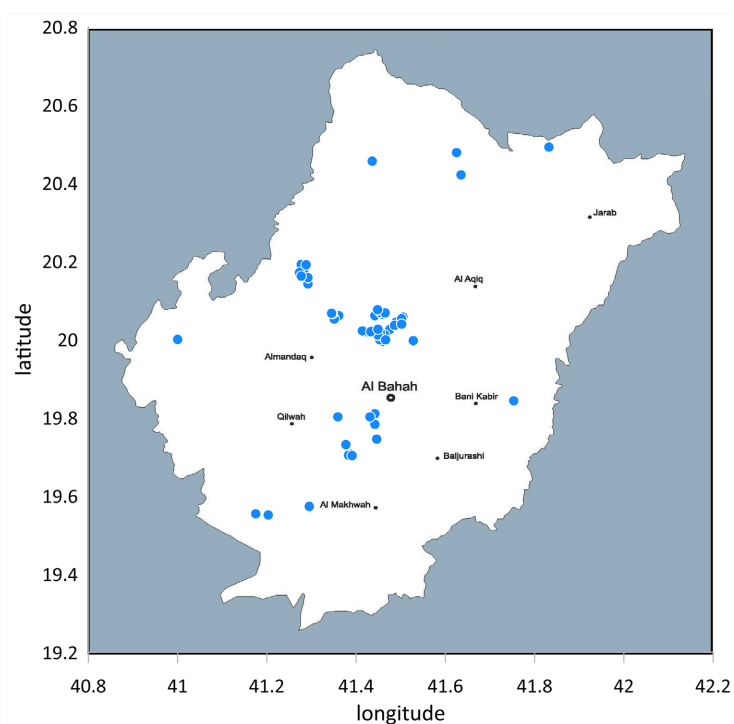 20.8
20.6
20.4
20.2
20
19.8
19.6
19.4
19.2
latitude
Jarab
Al Aqiq
Almandaq
Al Bahah
Bani Kabir
Qilwah
Baljurashi
Al Makhwah
40.8 41 41.2 41.4 41.6 41.8 42 42.2
longitude